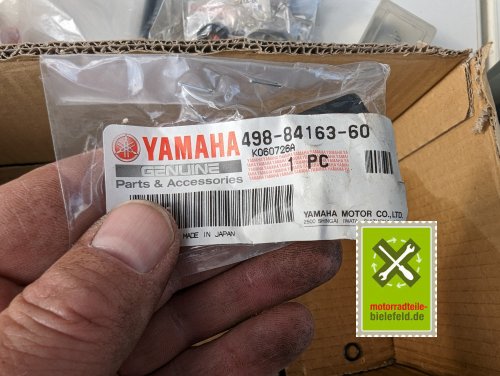 YAMAHA
GENUINE
Parts & Accessories
498-84163-60
K060726A
1 PC
YAMAHA MOTOR CO.,LTD.
MADE IN JAPAN
motorradteile-
bielefeld.de